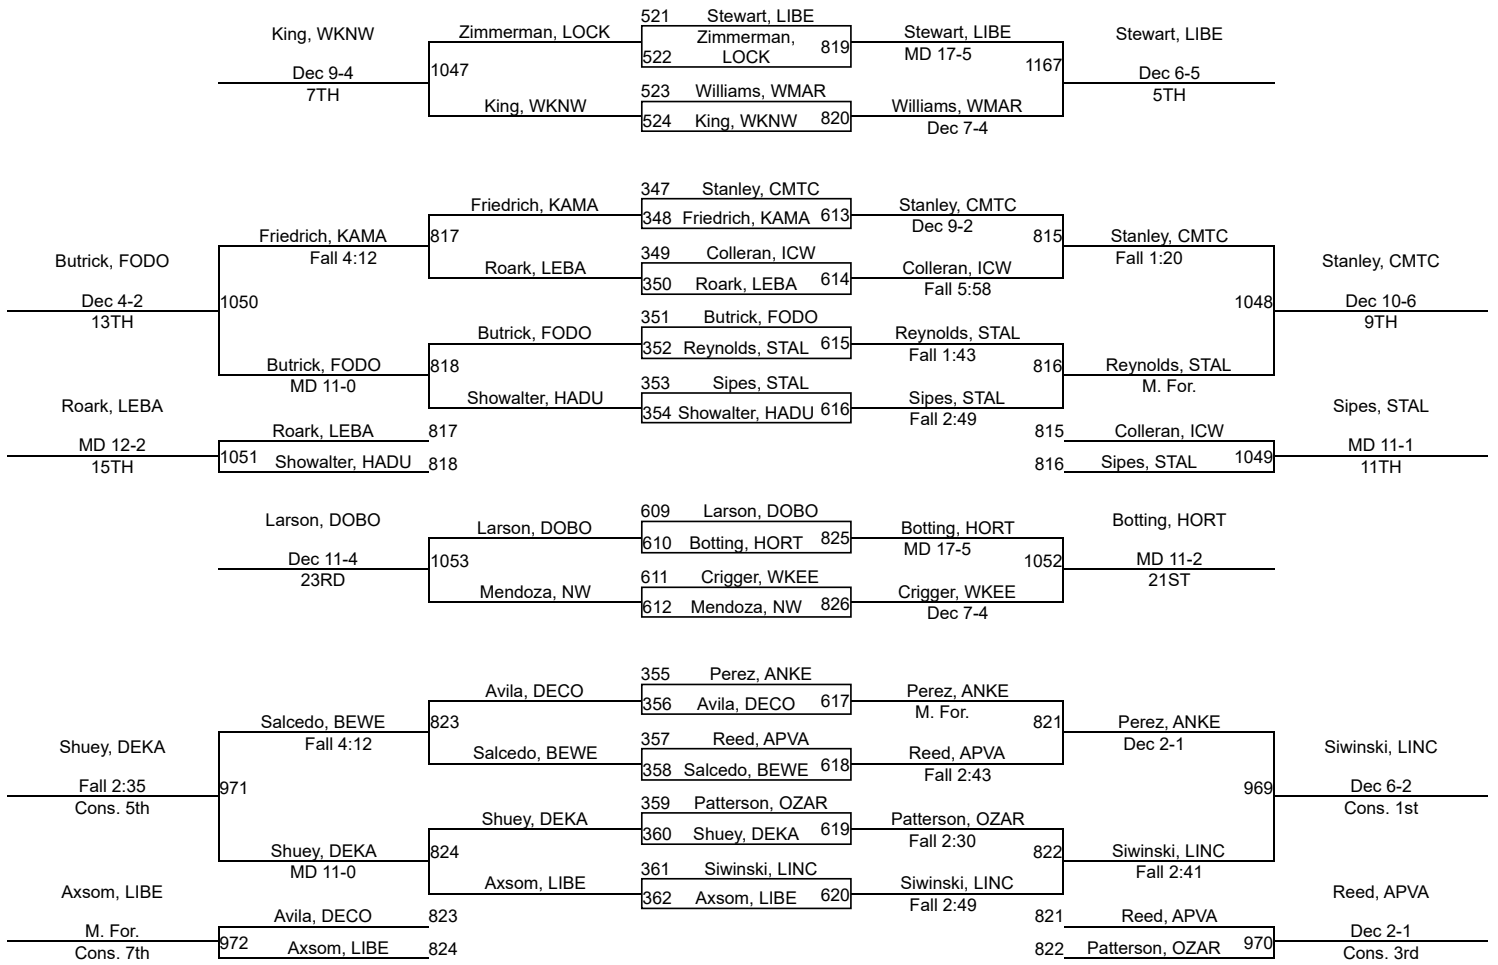 521 Stewart, LIBE
King, WKNW Zimmerman, LOCK Zimmerman, 819 Stewart, LIBE Stewart, LIBE
522 LOCK MD 17-5
Dec 9-4 1047 1167 Dec 6-5
7TH 523 Williams, WMAR 5TH
King, WKNW 524 King, WKNW 820 Williams, WMAR
Dec 7-4
347 Stanley, CMTC
Friedrich, KAMA 348 Friedrich, KAMA 613 Stanley, CMTC
Dec 9-2
Friedrich, KAMA 817 815 Stanley, CMTC
Fall 4:12 349 Colleran, ICW Fall 1:20
Butrick, FODO Roark, LEBA 350 Roark, LEBA 614 Colleran, ICW Stanley, CMTC
Fall 5:58
Dec 4-2 1050 1048 Dec 10-6
13TH 351 Butrick, FODO 9TH
Butrick, FODO 352 Reynolds, STAL 615 Reynolds, STAL
Fall 1:43
Butrick, FODO 818 816 Reynolds, STAL
MD 11-0 353 Sipes, STAL M. For.
Roark, LEBA Showalter, HADU 354 Showalter, HADU 616 Sipes, STAL Sipes, STAL
Fall 2:49
Roark, LEBA 817 815 Colleran, ICW
MD 12-2 1051 1049 MD 11-1
15TH Showalter, HADU 818 816 Sipes, STAL 11TH
609 Larson, DOBO
Larson, DOBO Larson, DOBO 610 Botting, HORT 825 Botting, HORT Botting, HORT
MD 17-5
Dec 11-4 1053 1052 MD 11-2
23RD 611 Crigger, WKEE 21ST
Mendoza, NW 612 Mendoza, NW 826 Crigger, WKEE
Dec 7-4
355 Perez, ANKE
Avila, DECO 356 Avila, DECO 617 Perez, ANKE
M. For.
Salcedo, BEWE 823 821 Perez, ANKE
Fall 4:12 357 Reed, APVA Dec 2-1
Shuey, DEKA Salcedo, BEWE 358 Salcedo, BEWE 618 Reed, APVA Siwinski, LINC
Fall 2:43
Fall 2:35 971 969 Dec 6-2
Cons. 5th 359 Patterson, OZAR Cons. 1st
Shuey, DEKA 360 Shuey, DEKA 619 Patterson, OZAR
Fall 2:30
Shuey, DEKA 824 822 Siwinski, LINC
MD 11-0 361 Siwinski, LINC Fall 2:41
Axsom, LIBE Axsom, LIBE 362 Axsom, LIBE 620 Siwinski, LINC Reed, APVA
Fall 2:49
Avila, DECO 823 821 Reed, APVA
M. For. 972 970 Dec 2-1
Cons. 7th Axsom, LIBE 824 822 Patterson, OZAR Cons. 3rd